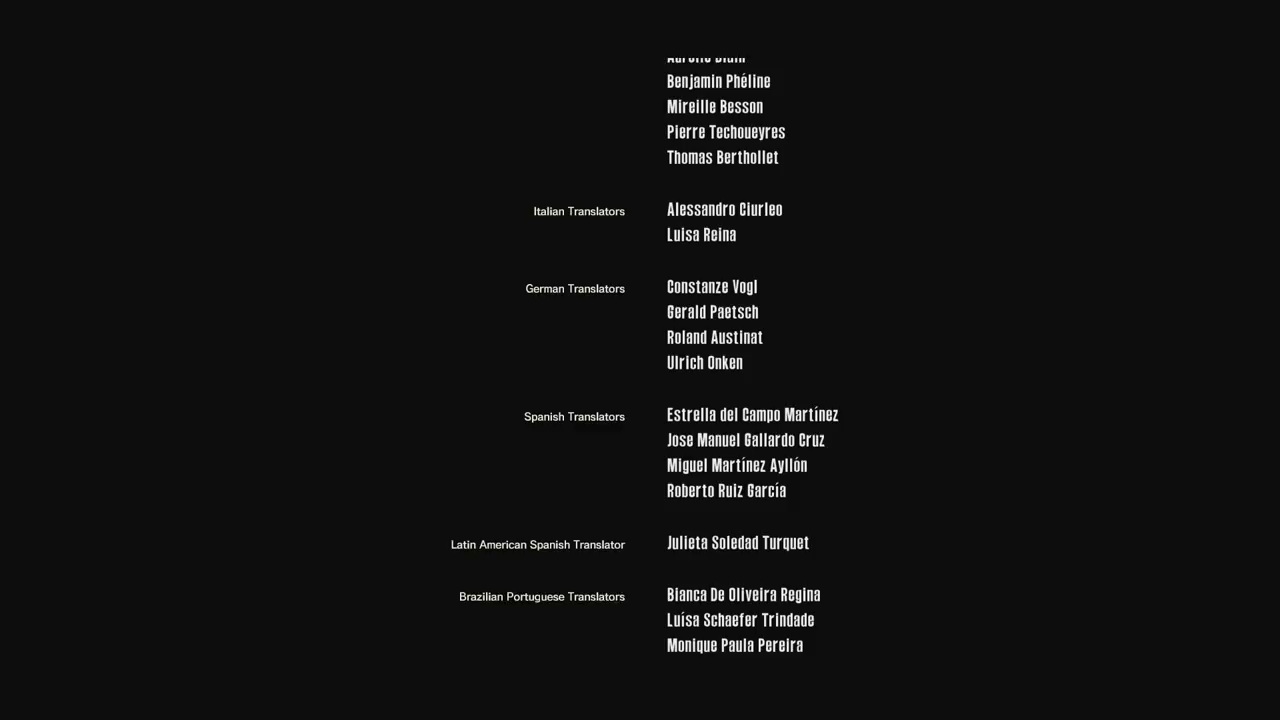 Benjamin Phéline
Mireille Besson
Pierre Techoueyres
Thomas Berthollet
Italian Translators Alessandro Ciurleo
Luisa Reina
German Translators Constanze Vogl
Gerald Paetsch
Roland Austinat
Ulrich Onken
Spanish Translators Estrella del Campo Martínez
Jose Manuel Gallardo Cruz
Miguel Martínez Ayllón
Roberto Ruiz García
Latin American Spanish Translator Julieta Soledad Turquet
Brazilian Portuguese Translators Bianca De Oliveira Regina
Luísa Schaefer Trindade
Monique Paula Pereira